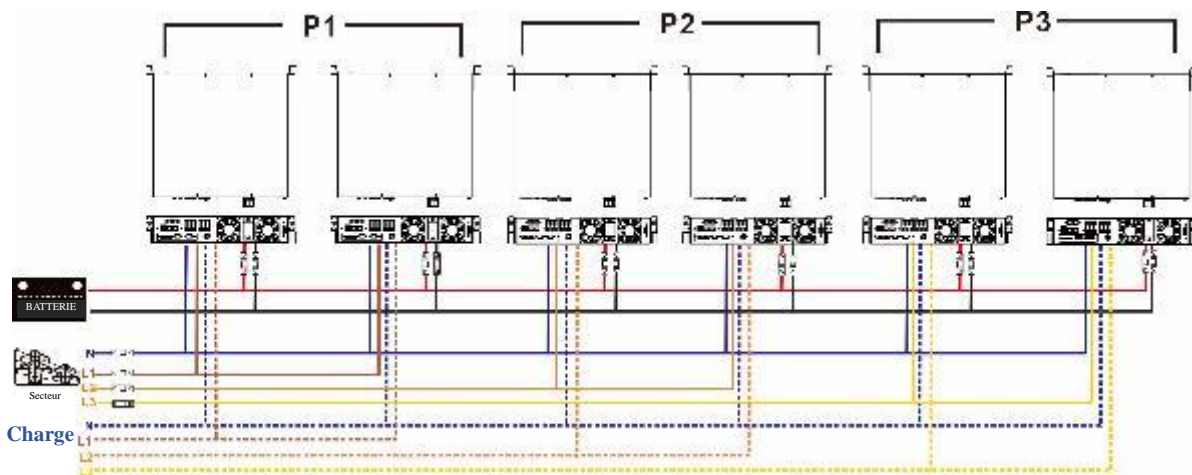 P1 P2 P3
BATTERIE
N
L1
L2
L3
Secteur
N
Charge
L1
L2
L3